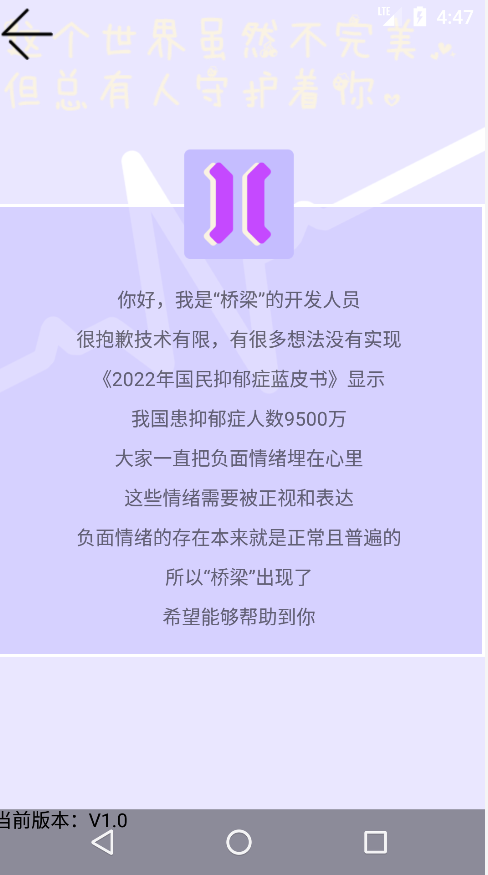 LTE 4:47
这个世界虽然不完美
但总有人守护着你。
你好，我是“桥梁”的开发人员
很抱歉技术有限，有很多想法没有实现
《2022年国民抑郁症蓝皮书》显示
我国患抑郁症人数9500万
大家一直把负面情绪埋在心里
这些情绪需要被正视和表达
负面情绪的存在本来就是正常且普遍的
所以“桥梁”出现了
希望能够帮助到你
当前版本：V1.0